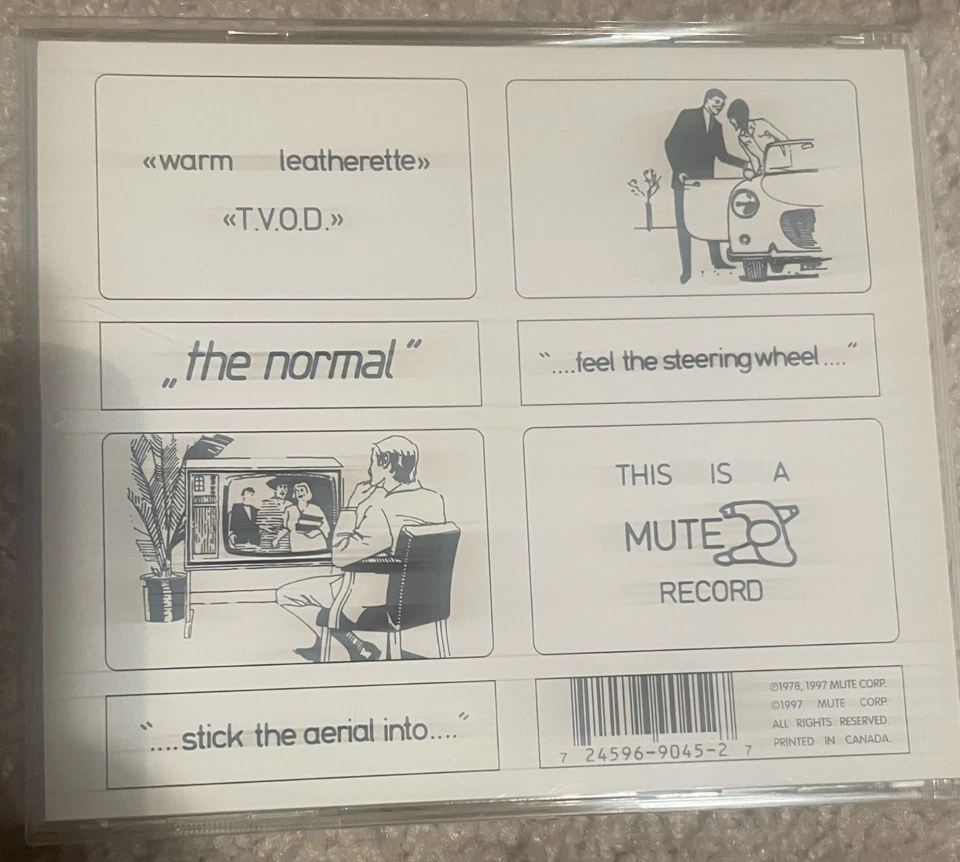 «warm leatherette»
«T.V.O.D.»
„the normal”
“....feel the steering wheel....”
THIS IS A
MUTE
RECORD
“....stick the aerial into....”
7 24596-9045-2 7
℗1978, 1997 MUTE CORP.
©1997 MUTE CORP.
ALL RIGHTS RESERVED.
PRINTED IN CANADA.